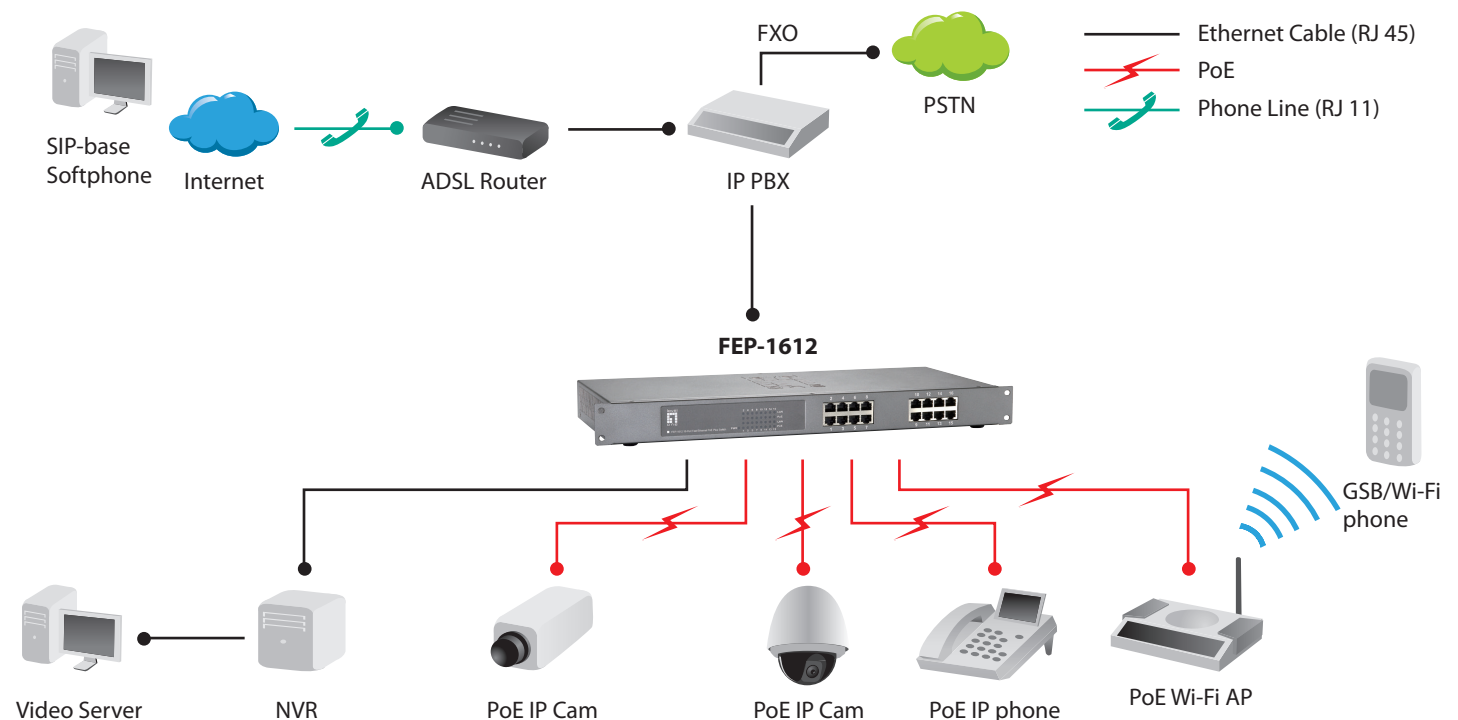 FXO
Ethernet Cable (RJ 45)
PoE
Phone Line (RJ 11)
PSTN
SIP-base
Softphone
Internet
ADSL Router
IP PBX
FEP-1612
GSB/Wi-Fi
phone
Video Server
NVR
PoE IP Cam
PoE IP Cam
PoE IP phone
PoE Wi-Fi AP